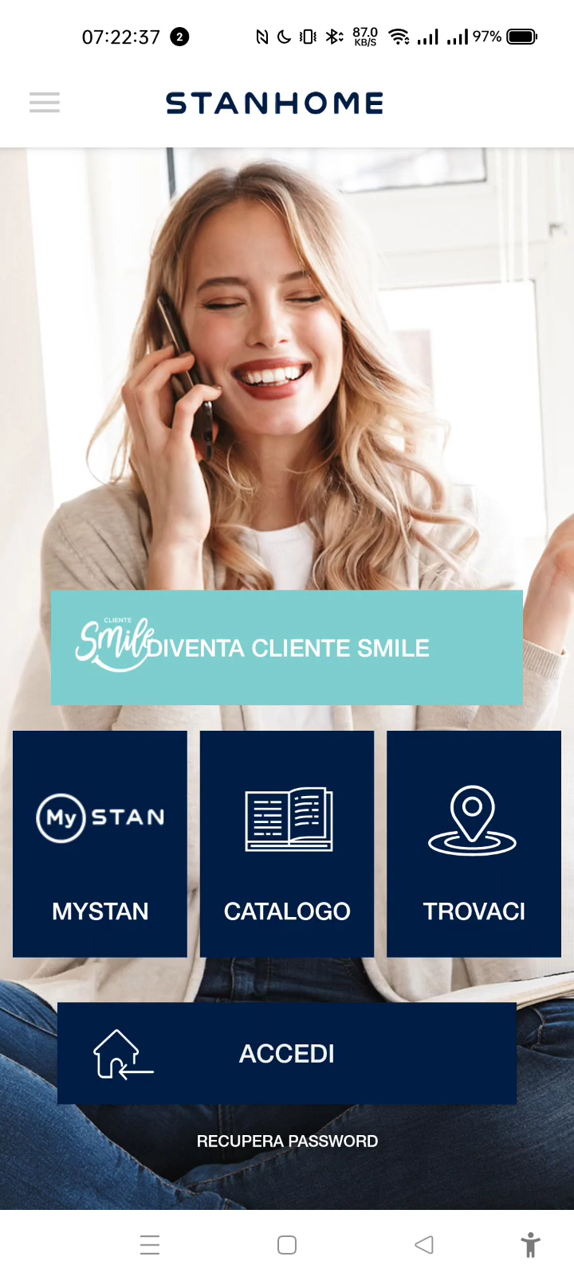 07:22:37 2 87.0 KB/S 97%
STANHOME
CLIENTE
Smile
DIVENTA CLIENTE SMILE
My STAN
MYSTAN
CATALOGO
TROVACI
ACCEDI
RECUPERA PASSWORD